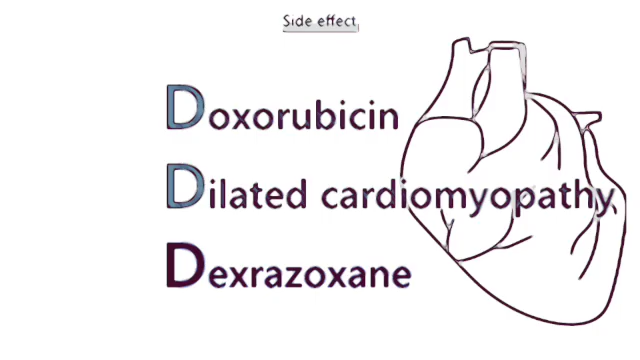 Side effect
Doxorubicin
Dilated cardiomyopathy
Dexrazoxane